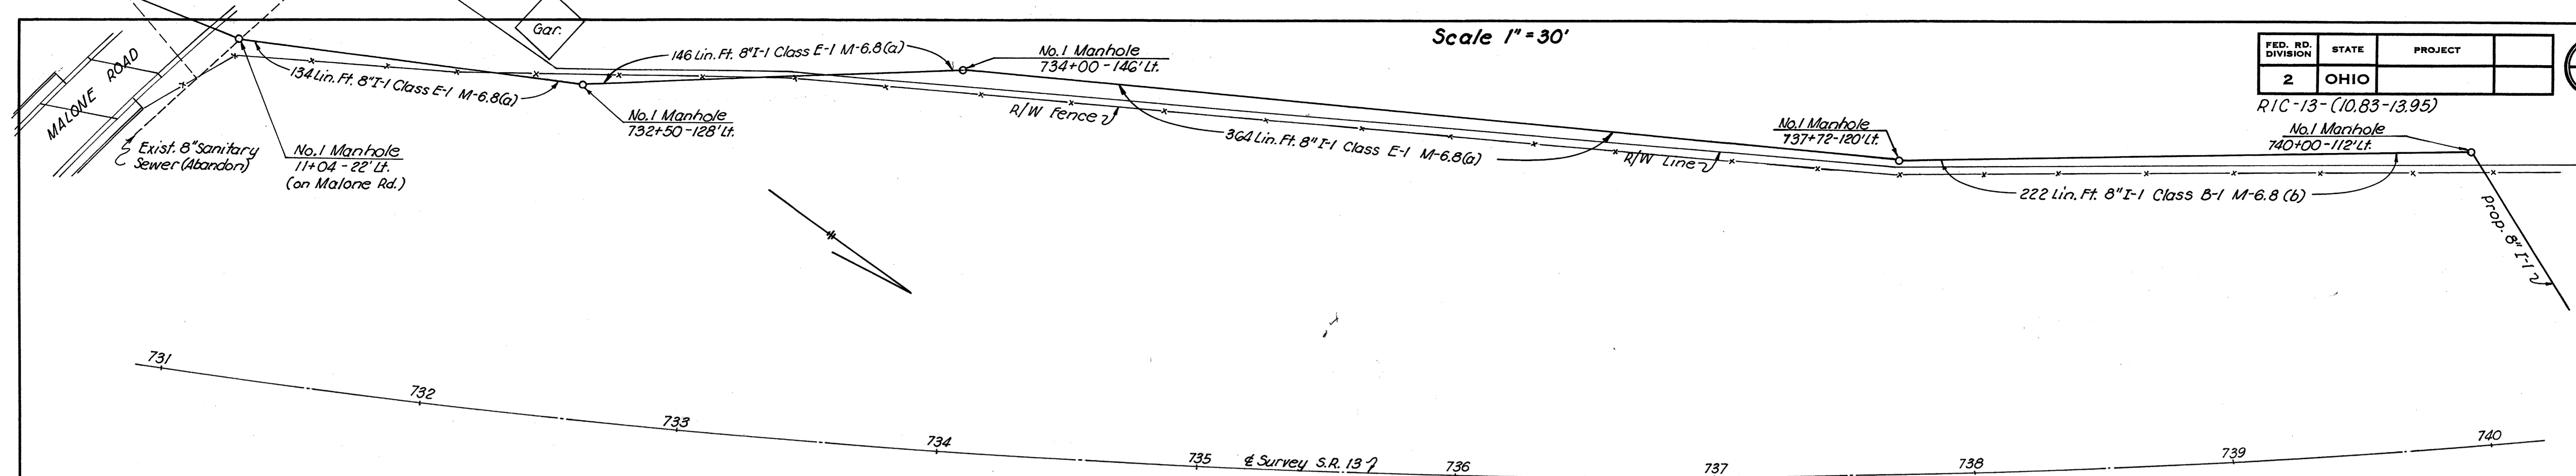 Gar.
Scale 1" = 30'
FED. RD. DIVISION
STATE
PROJECT
2
OHIO
RIC-13-(10.83-13.95)
MALONE ROAD
134 Lin. Ft. 8" I-1 Class E-1 M-6.8(a)
146 Lin. Ft. 8" I-1 Class E-1 M-6.8(a)
No.1 Manhole
734+00-146' Lt.
No.1 Manhole
732+50-128' Lt.
R/W Fence
364 Lin. Ft. 8" I-1 Class E-1 M-6.8(a)
R/W Line
No.1 Manhole
737+72-120' Lt.
No.1 Manhole
740+00-112' Lt.
222 Lin. Ft. 8" I-1 Class B-1 M-6.8 (b)
prop. 8" I-1
Exist. 8" Sanitary
Sewer (Abandon)
No.1 Manhole
11+04-22' Lt.
(on Malone Rd.)
731
732
733
734
735
℄ Survey S.R. 13
736
737
738
739
740